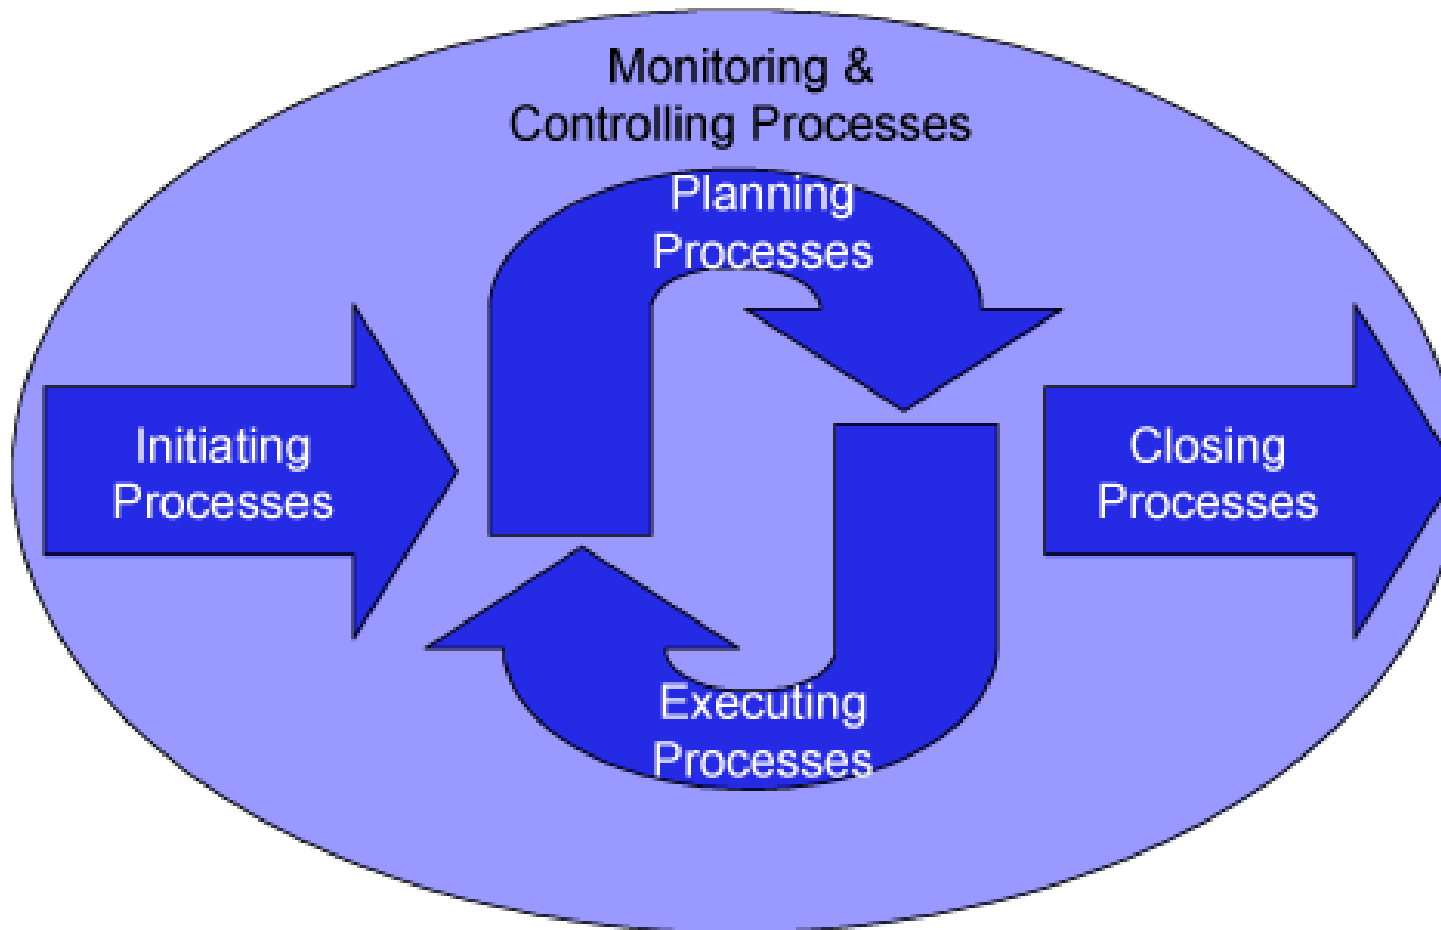 Monitoring &
Controlling Processes
Planning
Processes
Initiating
Processes
Closing
Processes
Executing
Processes